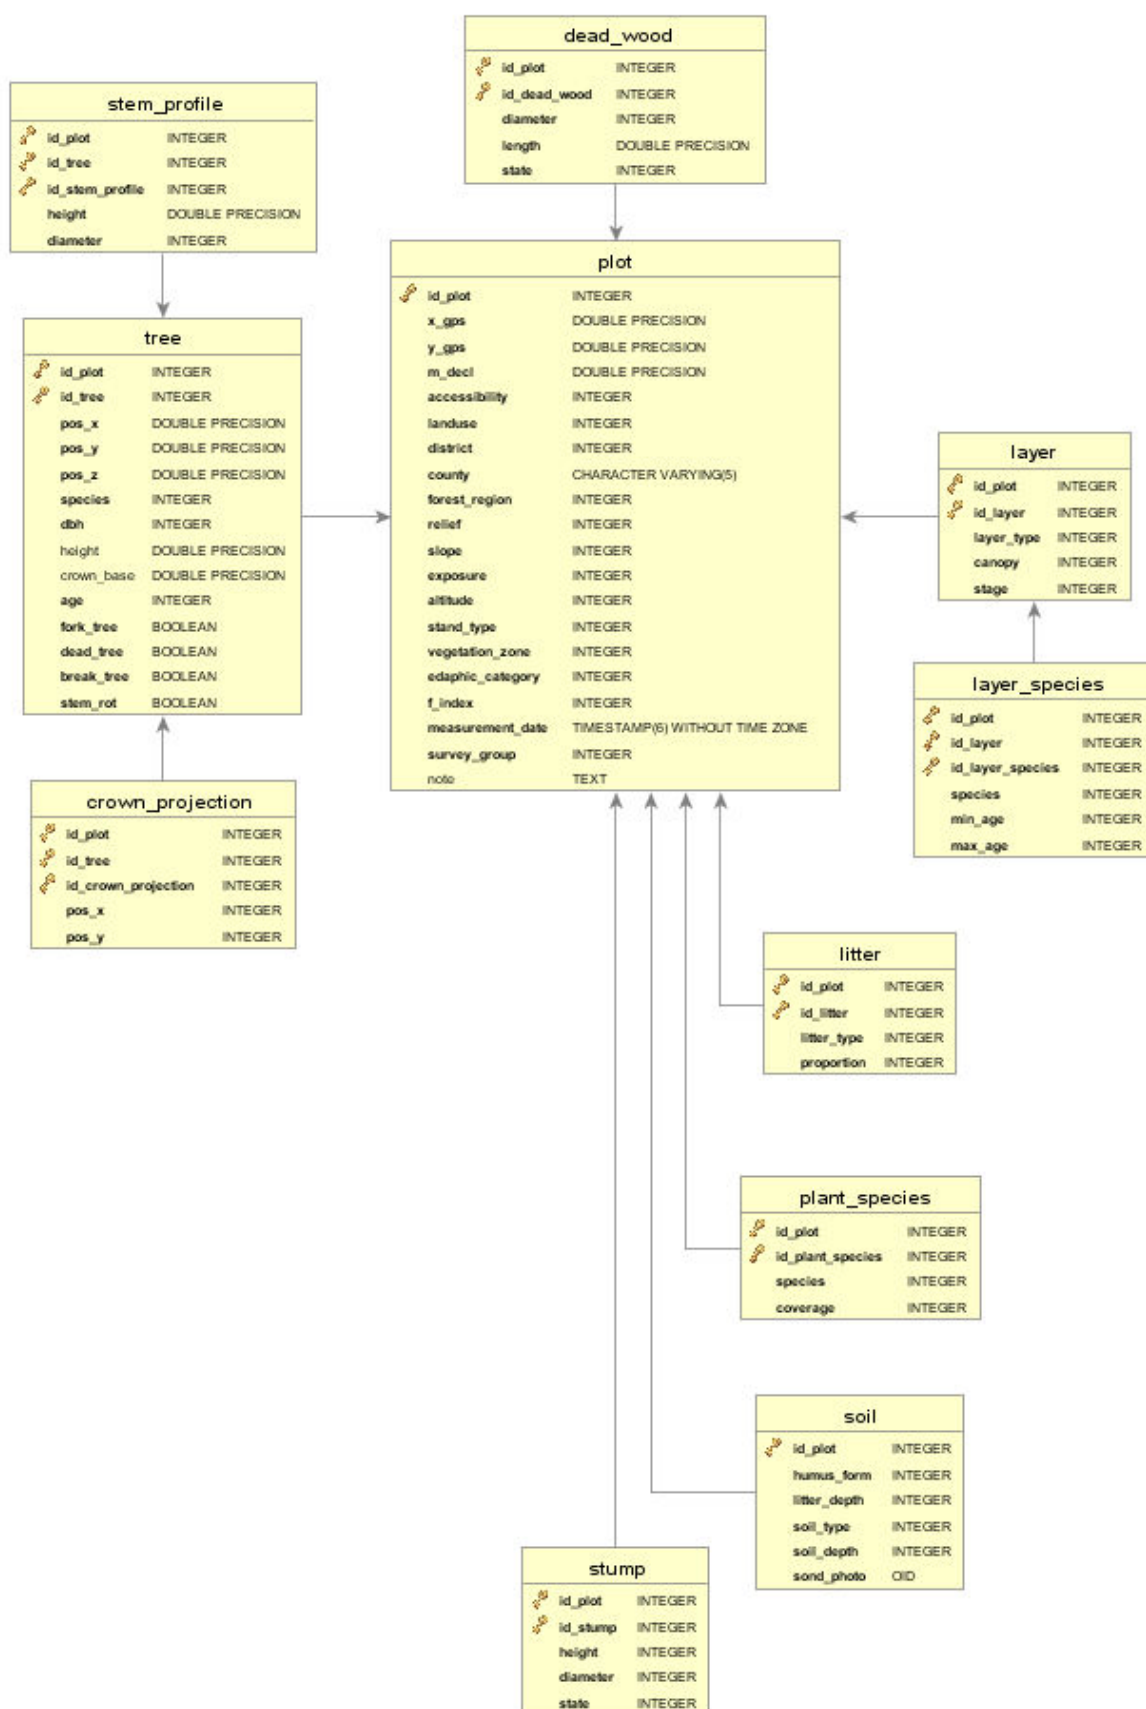 dead_wood
id_plot INTEGER
id_dead_wood INTEGER
diameter INTEGER
length DOUBLE PRECISION
state INTEGER
stem_profile
id_plot INTEGER
id_tree INTEGER
id_stem_profile INTEGER
height DOUBLE PRECISION
diameter INTEGER
plot
id_plot INTEGER
x_gps DOUBLE PRECISION
y_gps DOUBLE PRECISION
m_decl DOUBLE PRECISION
accessibility INTEGER
landuse INTEGER
district INTEGER
county CHARACTER VARYING(5)
forest_region INTEGER
relief INTEGER
slope INTEGER
exposure INTEGER
altitude INTEGER
stand_type INTEGER
vegetation_zone INTEGER
edaphic_category INTEGER
f_index INTEGER
measurement_date TIMESTAMP(6) WITHOUT TIME ZONE
survey_group INTEGER
note TEXT
tree
id_plot INTEGER
id_tree INTEGER
pos_x DOUBLE PRECISION
pos_y DOUBLE PRECISION
pos_z DOUBLE PRECISION
species INTEGER
dbh INTEGER
height DOUBLE PRECISION
crown_base DOUBLE PRECISION
age INTEGER
fork_tree BOOLEAN
dead_tree BOOLEAN
break_tree BOOLEAN
stem_rot BOOLEAN
layer
id_plot INTEGER
id_layer INTEGER
layer_type INTEGER
canopy INTEGER
stage INTEGER
layer_species
id_plot INTEGER
id_layer INTEGER
id_layer_species INTEGER
species INTEGER
min_age INTEGER
max_age INTEGER
crown_projection
id_plot INTEGER
id_tree INTEGER
id_crown_projection INTEGER
pos_x INTEGER
pos_y INTEGER
litter
id_plot INTEGER
id_litter INTEGER
litter_type INTEGER
proportion INTEGER
plant_species
id_plot INTEGER
id_plant_species INTEGER
species INTEGER
coverage INTEGER
soil
id_plot INTEGER
humus_form INTEGER
litter_depth INTEGER
soil_type INTEGER
soil_depth INTEGER
sond_photo OID
stump
id_plot INTEGER
id_stump INTEGER
height INTEGER
diameter INTEGER
state INTEGER